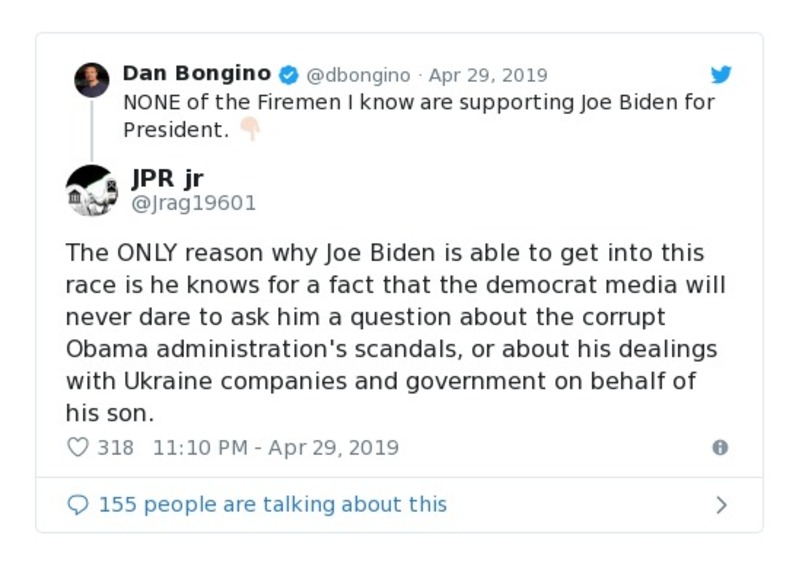 Dan Bongino @dbongino · Apr 29, 2019
NONE of the Firemen I know are supporting Joe Biden for
President. 👇🏻
JPR jr
@Jrag19601
The ONLY reason why Joe Biden is able to get into this
race is he knows for a fact that the democrat media will
never dare to ask him a question about the corrupt
Obama administration's scandals, or about his dealings
with Ukraine companies and government on behalf of
his son.
318 11:10 PM - Apr 29, 2019
155 people are talking about this